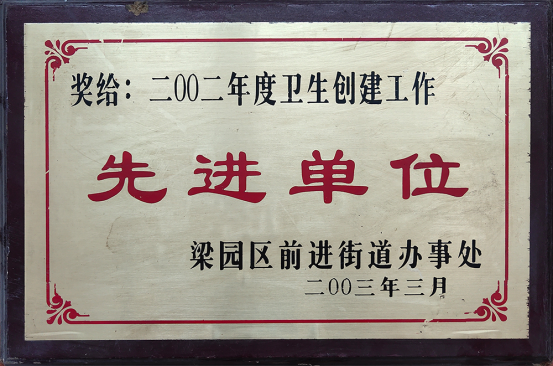 奖给：二00二年度卫生创建工作
先进单位
梁园区前进街道办事处
二00三年三月